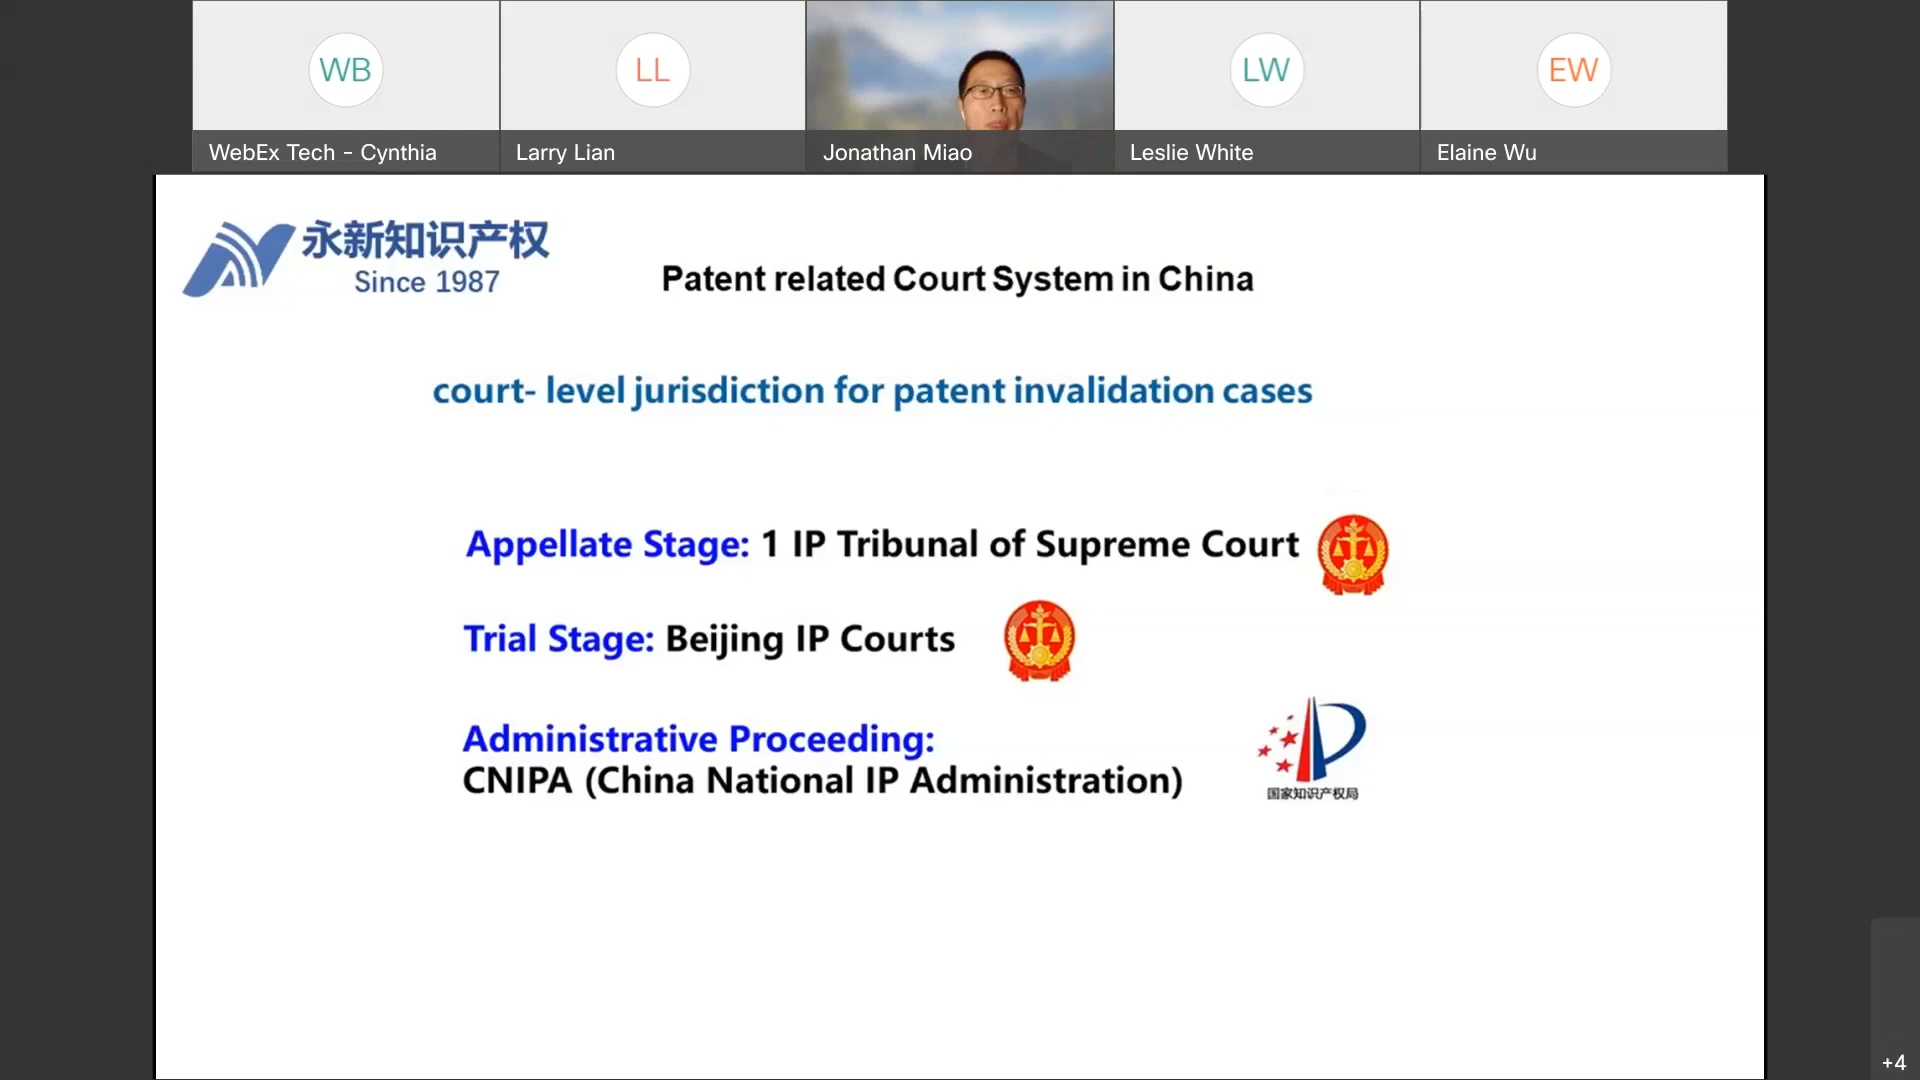 WB
LL
LW
EW
WebEx Tech - Cynthia
Larry Lian
Jonathan Miao
Leslie White
Elaine Wu
永新知识产权
Since 1987
Patent related Court System in China
court- level jurisdiction for patent invalidation cases
Appellate Stage: 1 IP Tribunal of Supreme Court
Trial Stage: Beijing IP Courts
Administrative Proceeding:
CNIPA (China National IP Administration)
国家知识产权局
+4